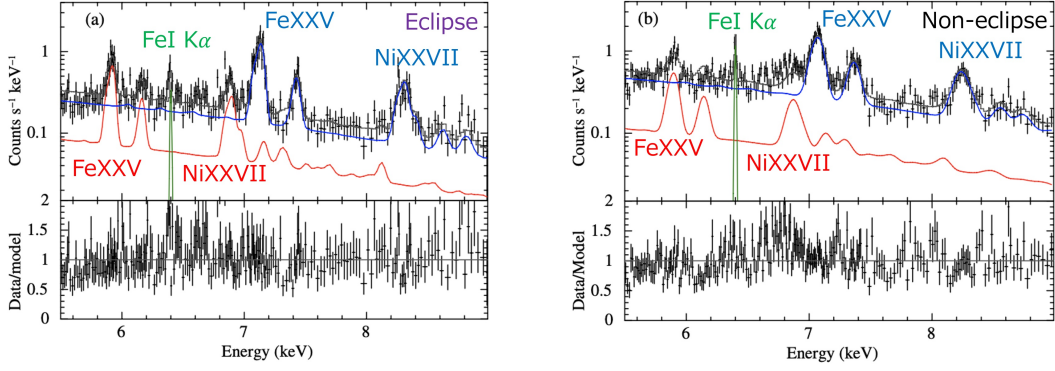 (a)
FeXXV
Eclipse
FeI Kα
NiXXVII
FeXXV
NiXXVII
Counts s⁻¹ keV⁻¹
1
0.1
Data/model
2
1.5
1
0.5
0
6
7
8
Energy (keV)
(b)
FeXXV
Non-eclipse
FeI Kα
NiXXVII
FeXXV
NiXXVII
Counts s⁻¹ keV⁻¹
1
0.1
Data/Model
2
1.5
1
0.5
0
6
7
8
Energy (keV)